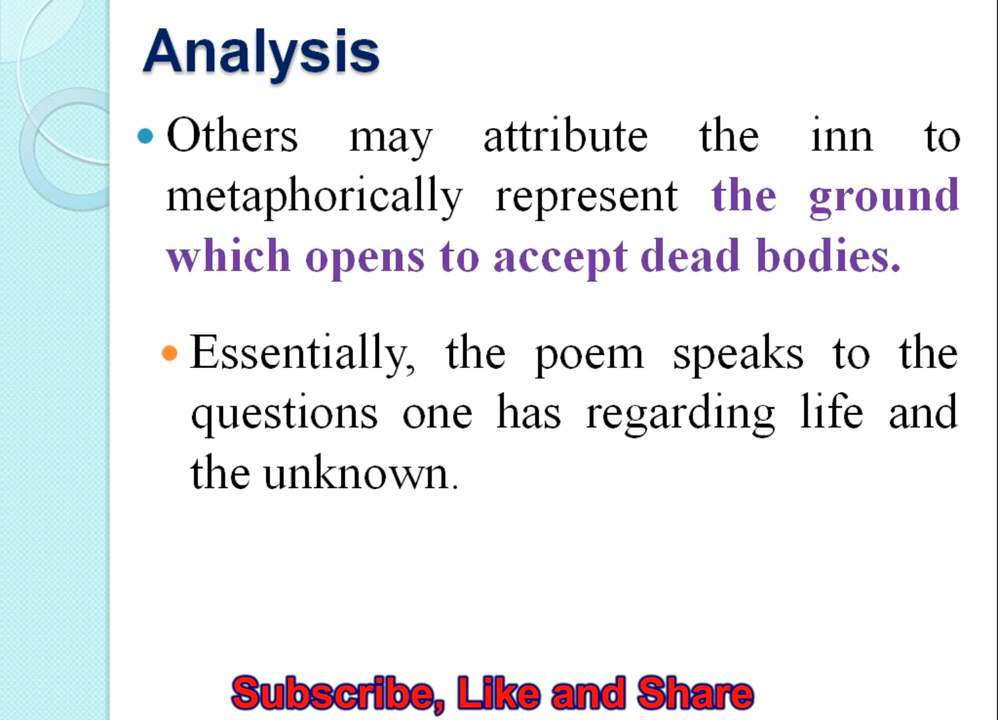 Analysis
Others may attribute the inn to
metaphorically represent the ground
which opens to accept dead bodies.
Essentially, the poem speaks to the
questions one has regarding life and
the unknown.
Subscribe, Like and Share